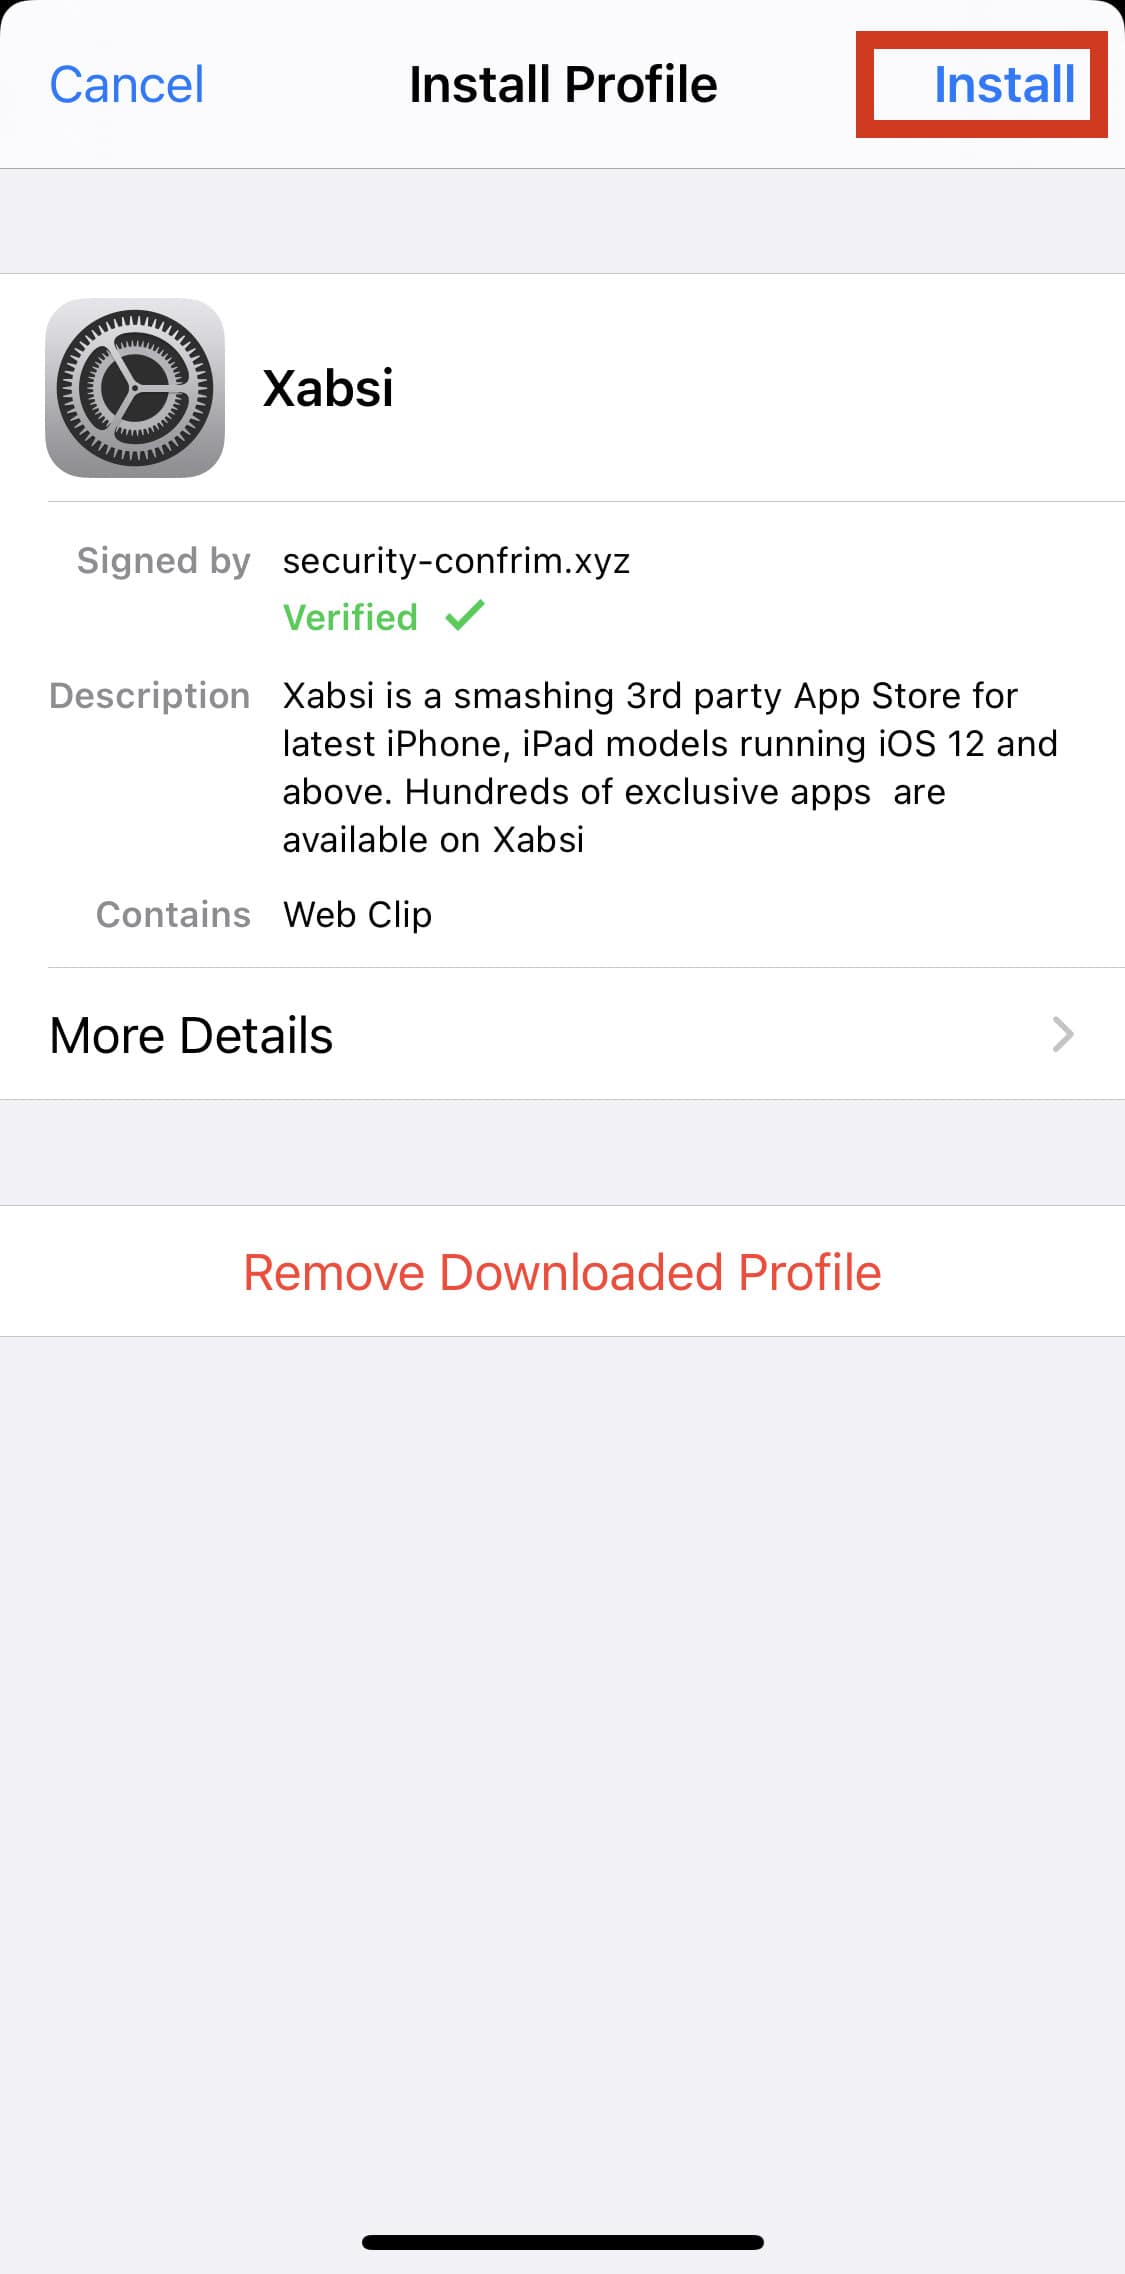 Cancel Install Profile Install
Xabsi
Signed by security-confrim.xyz
Verified ✓
Description Xabsi is a smashing 3rd party App Store for
latest iPhone, iPad models running iOS 12 and
above. Hundreds of exclusive apps  are
available on Xabsi
Contains Web Clip
More Details
Remove Downloaded Profile